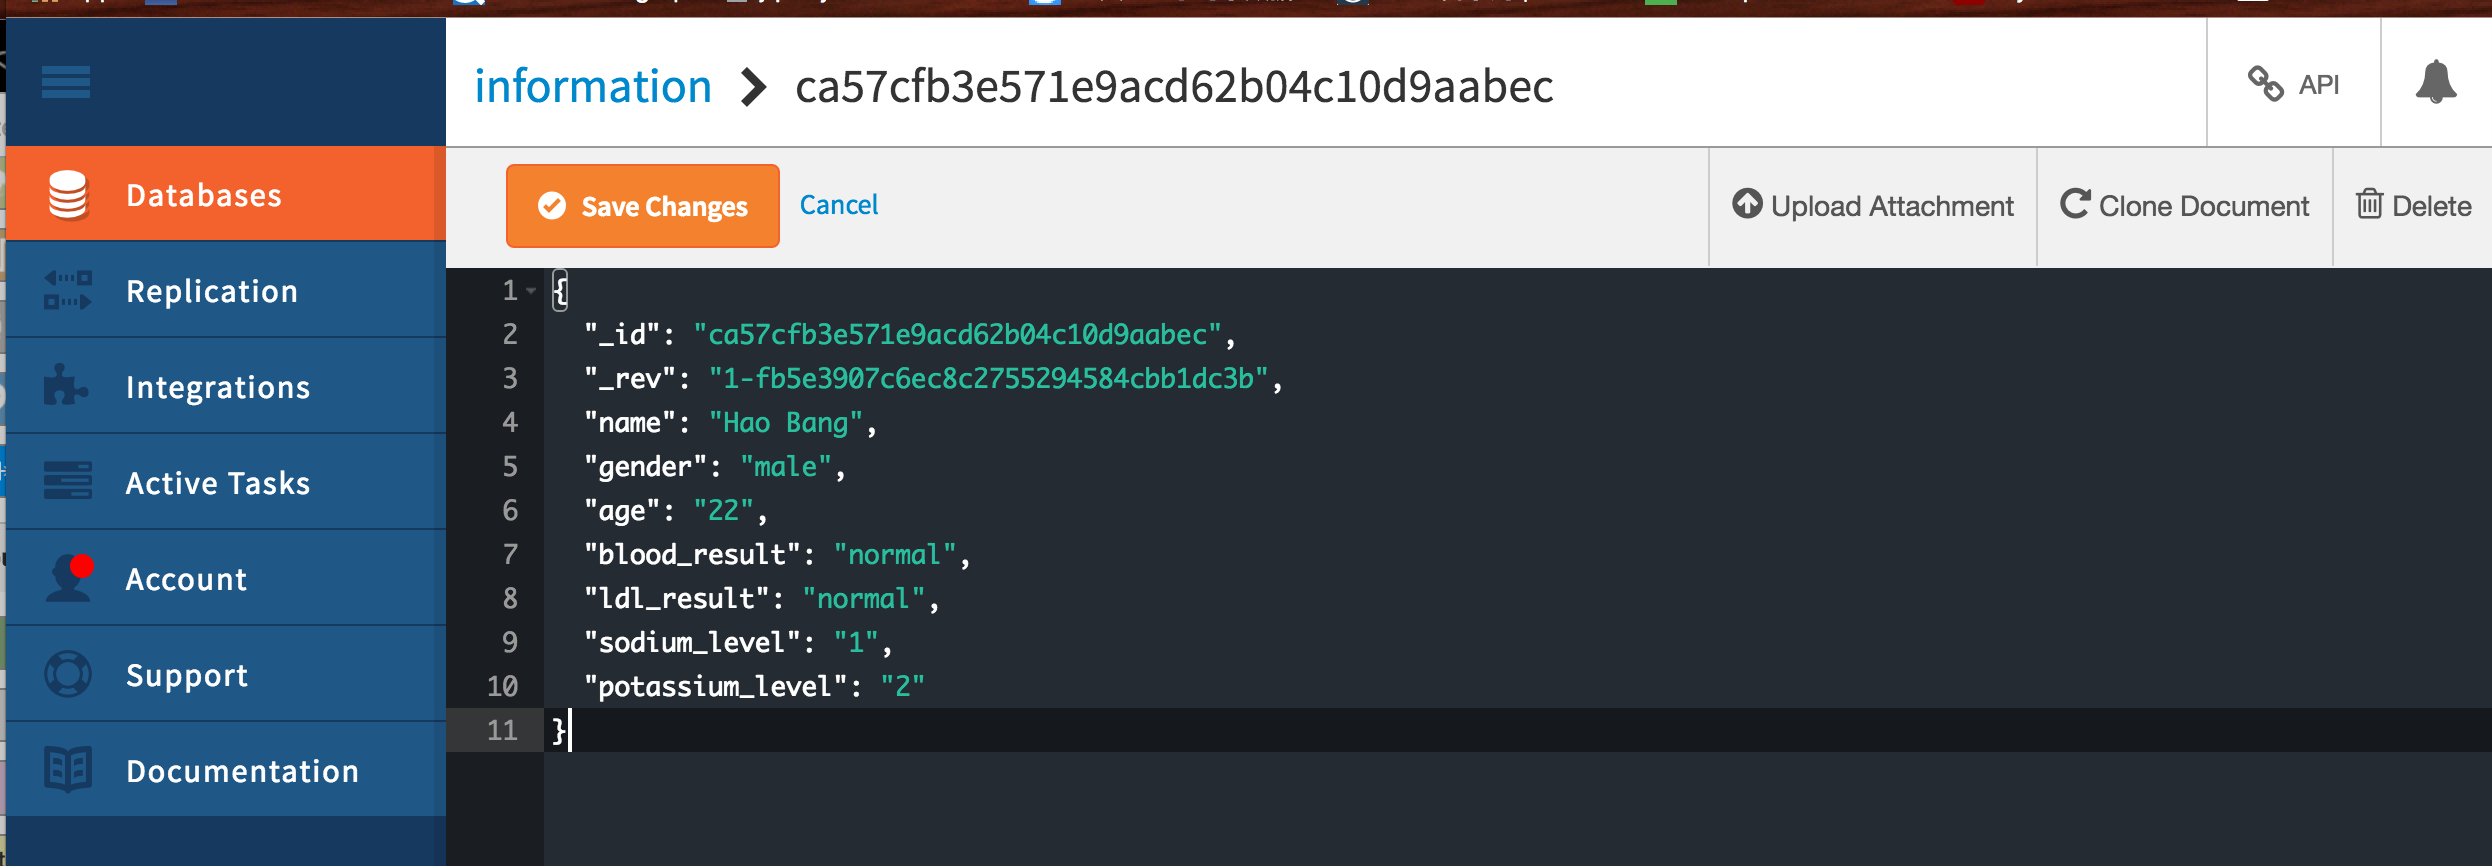 information > ca57cfb3e571e9acd62b04c10d9aabec
API
Databases
Replication
Integrations
Active Tasks
Account
Support
Documentation
Save Changes
Cancel
Upload Attachment
Clone Document
Delete
1 {
2 "_id": "ca57cfb3e571e9acd62b04c10d9aabec",
3 "_rev": "1-fb5e3907c6ec8c2755294584cbb1dc3b",
4 "name": "Hao Bang",
5 "gender": "male",
6 "age": "22",
7 "blood_result": "normal",
8 "ldl_result": "normal",
9 "sodium_level": "1",
10 "potassium_level": "2"
11 }